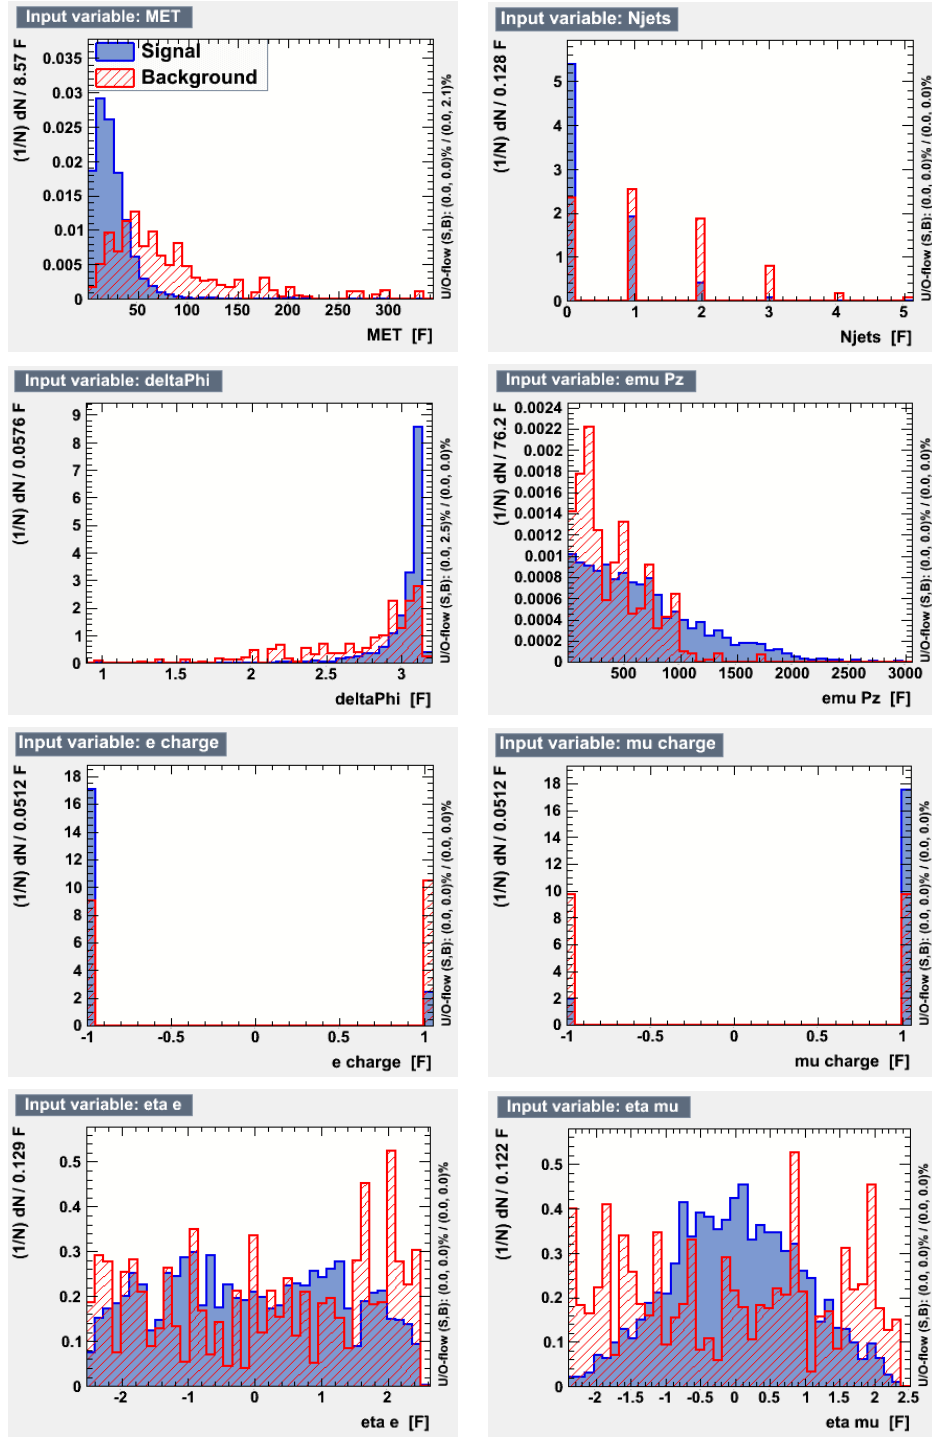 Input variable: MET
(1/N) dN / 8.57 F
Signal
Background
0.035
0.03
0.025
0.02
0.015
0.01
0.005
0
50 100 150 200 250 300
MET [F]
U/O-flow (S,B): (0.0, 0.0)% / (0.0, 2.1)%
Input variable: Njets
(1/N) dN / 0.128 F
5
4
3
2
1
0
0 1 2 3 4 5
Njets [F]
U/O-flow (S,B): (0.0, 0.0)% / (0.0, 0.0)%
Input variable: deltaPhi
(1/N) dN / 0.0576 F
9
8
7
6
5
4
3
2
1
0
1 1.5 2 2.5 3
deltaPhi [F]
U/O-flow (S,B): (0.0, 2.5)% / (0.0, 0.0)%
Input variable: emu Pz
(1/N) dN / 76.2 F
0.0024
0.0022
0.002
0.0018
0.0016
0.0014
0.0012
0.001
0.0008
0.0006
0.0004
0.0002
0
500 1000 1500 2000 2500 3000
emu Pz [F]
U/O-flow (S,B): (0.0, 0.0)% / (0.0, 0.0)%
Input variable: e charge
(1/N) dN / 0.0512 F
18
16
14
12
10
8
6
4
2
0
-1 -0.5 0 0.5 1
e charge [F]
U/O-flow (S,B): (0.0, 0.0)% / (0.0, 0.0)%
Input variable: mu charge
(1/N) dN / 0.0512 F
18
16
14
12
10
8
6
4
2
0
-1 -0.5 0 0.5 1
mu charge [F]
U/O-flow (S,B): (0.0, 0.0)% / (0.0, 0.0)%
Input variable: eta e
(1/N) dN / 0.129 F
0.5
0.4
0.3
0.2
0.1
0
-2 -1 0 1 2
eta e [F]
U/O-flow (S,B): (0.0, 0.0)% / (0.0, 0.0)%
Input variable: eta mu
(1/N) dN / 0.122 F
0.5
0.4
0.3
0.2
0.1
0
-2 -1.5 -1 -0.5 0 0.5 1 1.5 2 2.5
eta mu [F]
U/O-flow (S,B): (0.0, 0.0)% / (0.0, 0.0)%